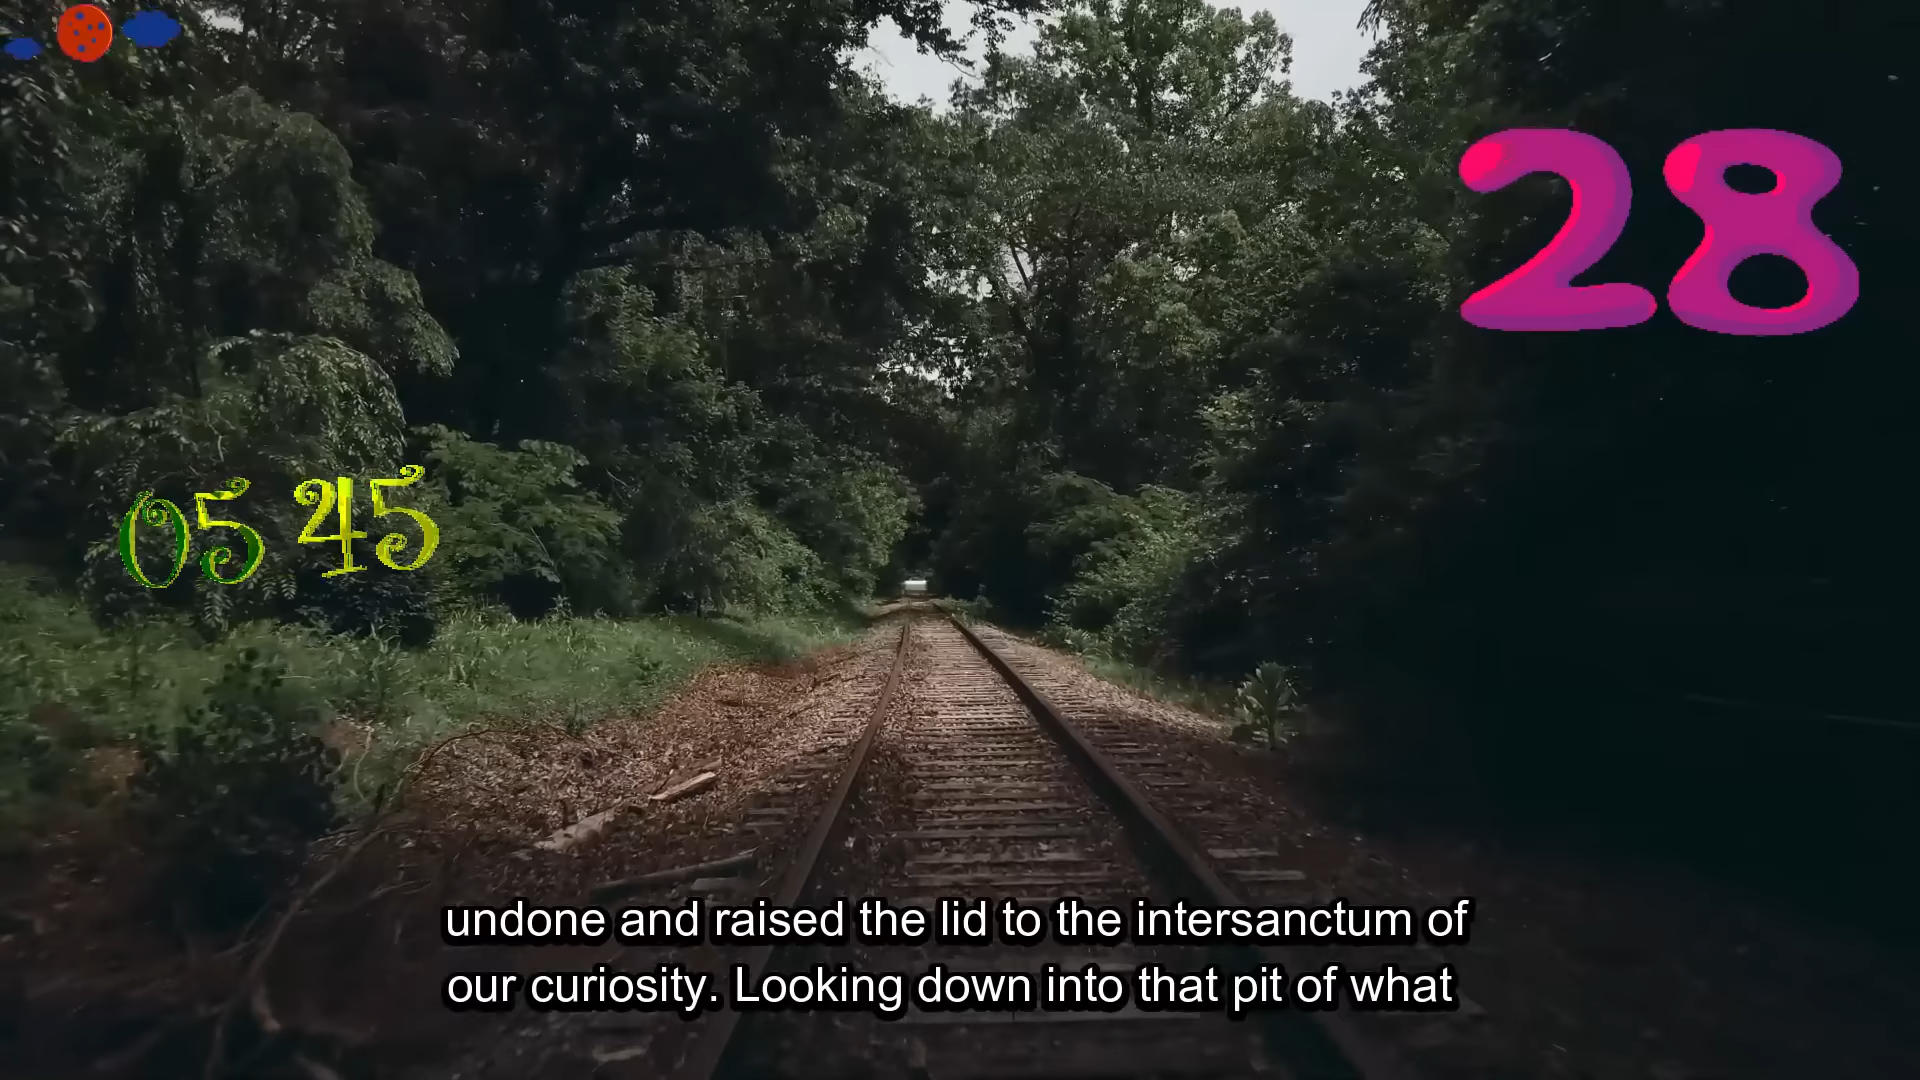 28
05 45
undone and raised the lid to the intersanctum of
our curiosity. Looking down into that pit of what